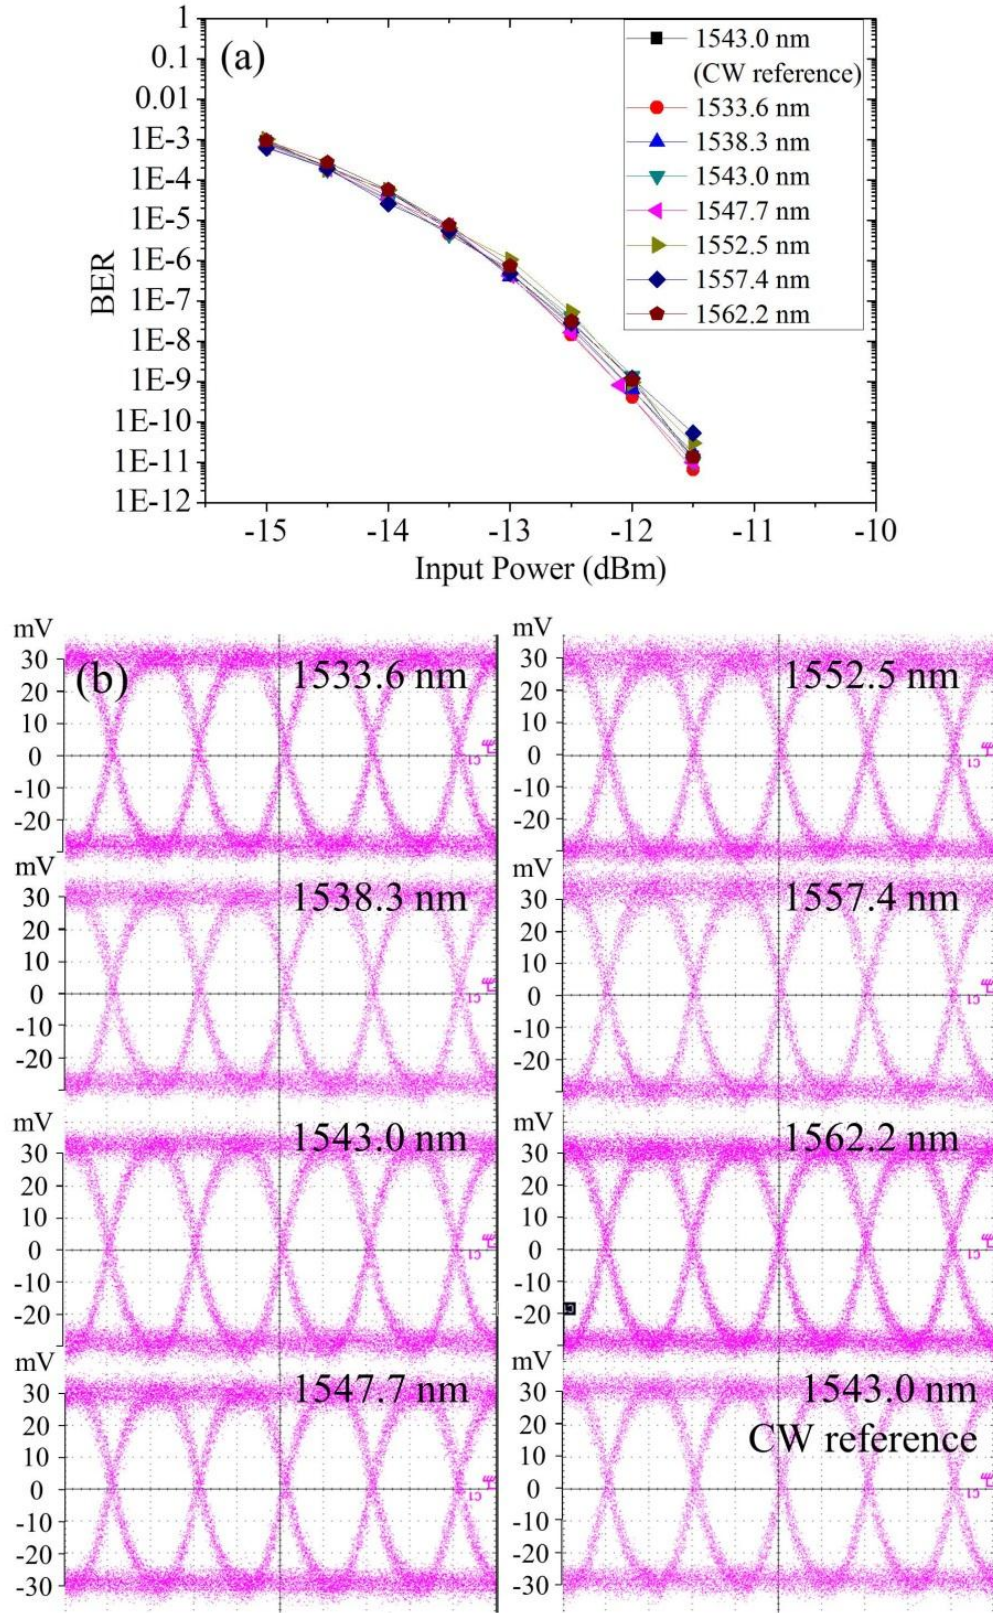 (a)
1
0.1
0.01
1E-3
1E-4
1E-5
1E-6
1E-7
1E-8
1E-9
1E-10
1E-11
1E-12
BER
1543.0 nm
(CW reference)
1533.6 nm
1538.3 nm
1543.0 nm
1547.7 nm
1552.5 nm
1557.4 nm
1562.2 nm
-15 -14 -13 -12 -11 -10
Input Power (dBm)
(b)
mV
30
20
10
0
-10
-20
1533.6 nm
mV
30
20
10
0
-10
-20
1552.5 nm
mV
30
20
10
0
-10
-20
1538.3 nm
mV
30
20
10
0
-10
-20
1557.4 nm
mV
30
20
10
0
-10
-20
1543.0 nm
mV
30
20
10
0
-10
-20
1562.2 nm
mV
30
20
10
0
-10
-20
-30
1547.7 nm
mV
30
20
10
0
-10
-20
-30
1543.0 nm
CW reference